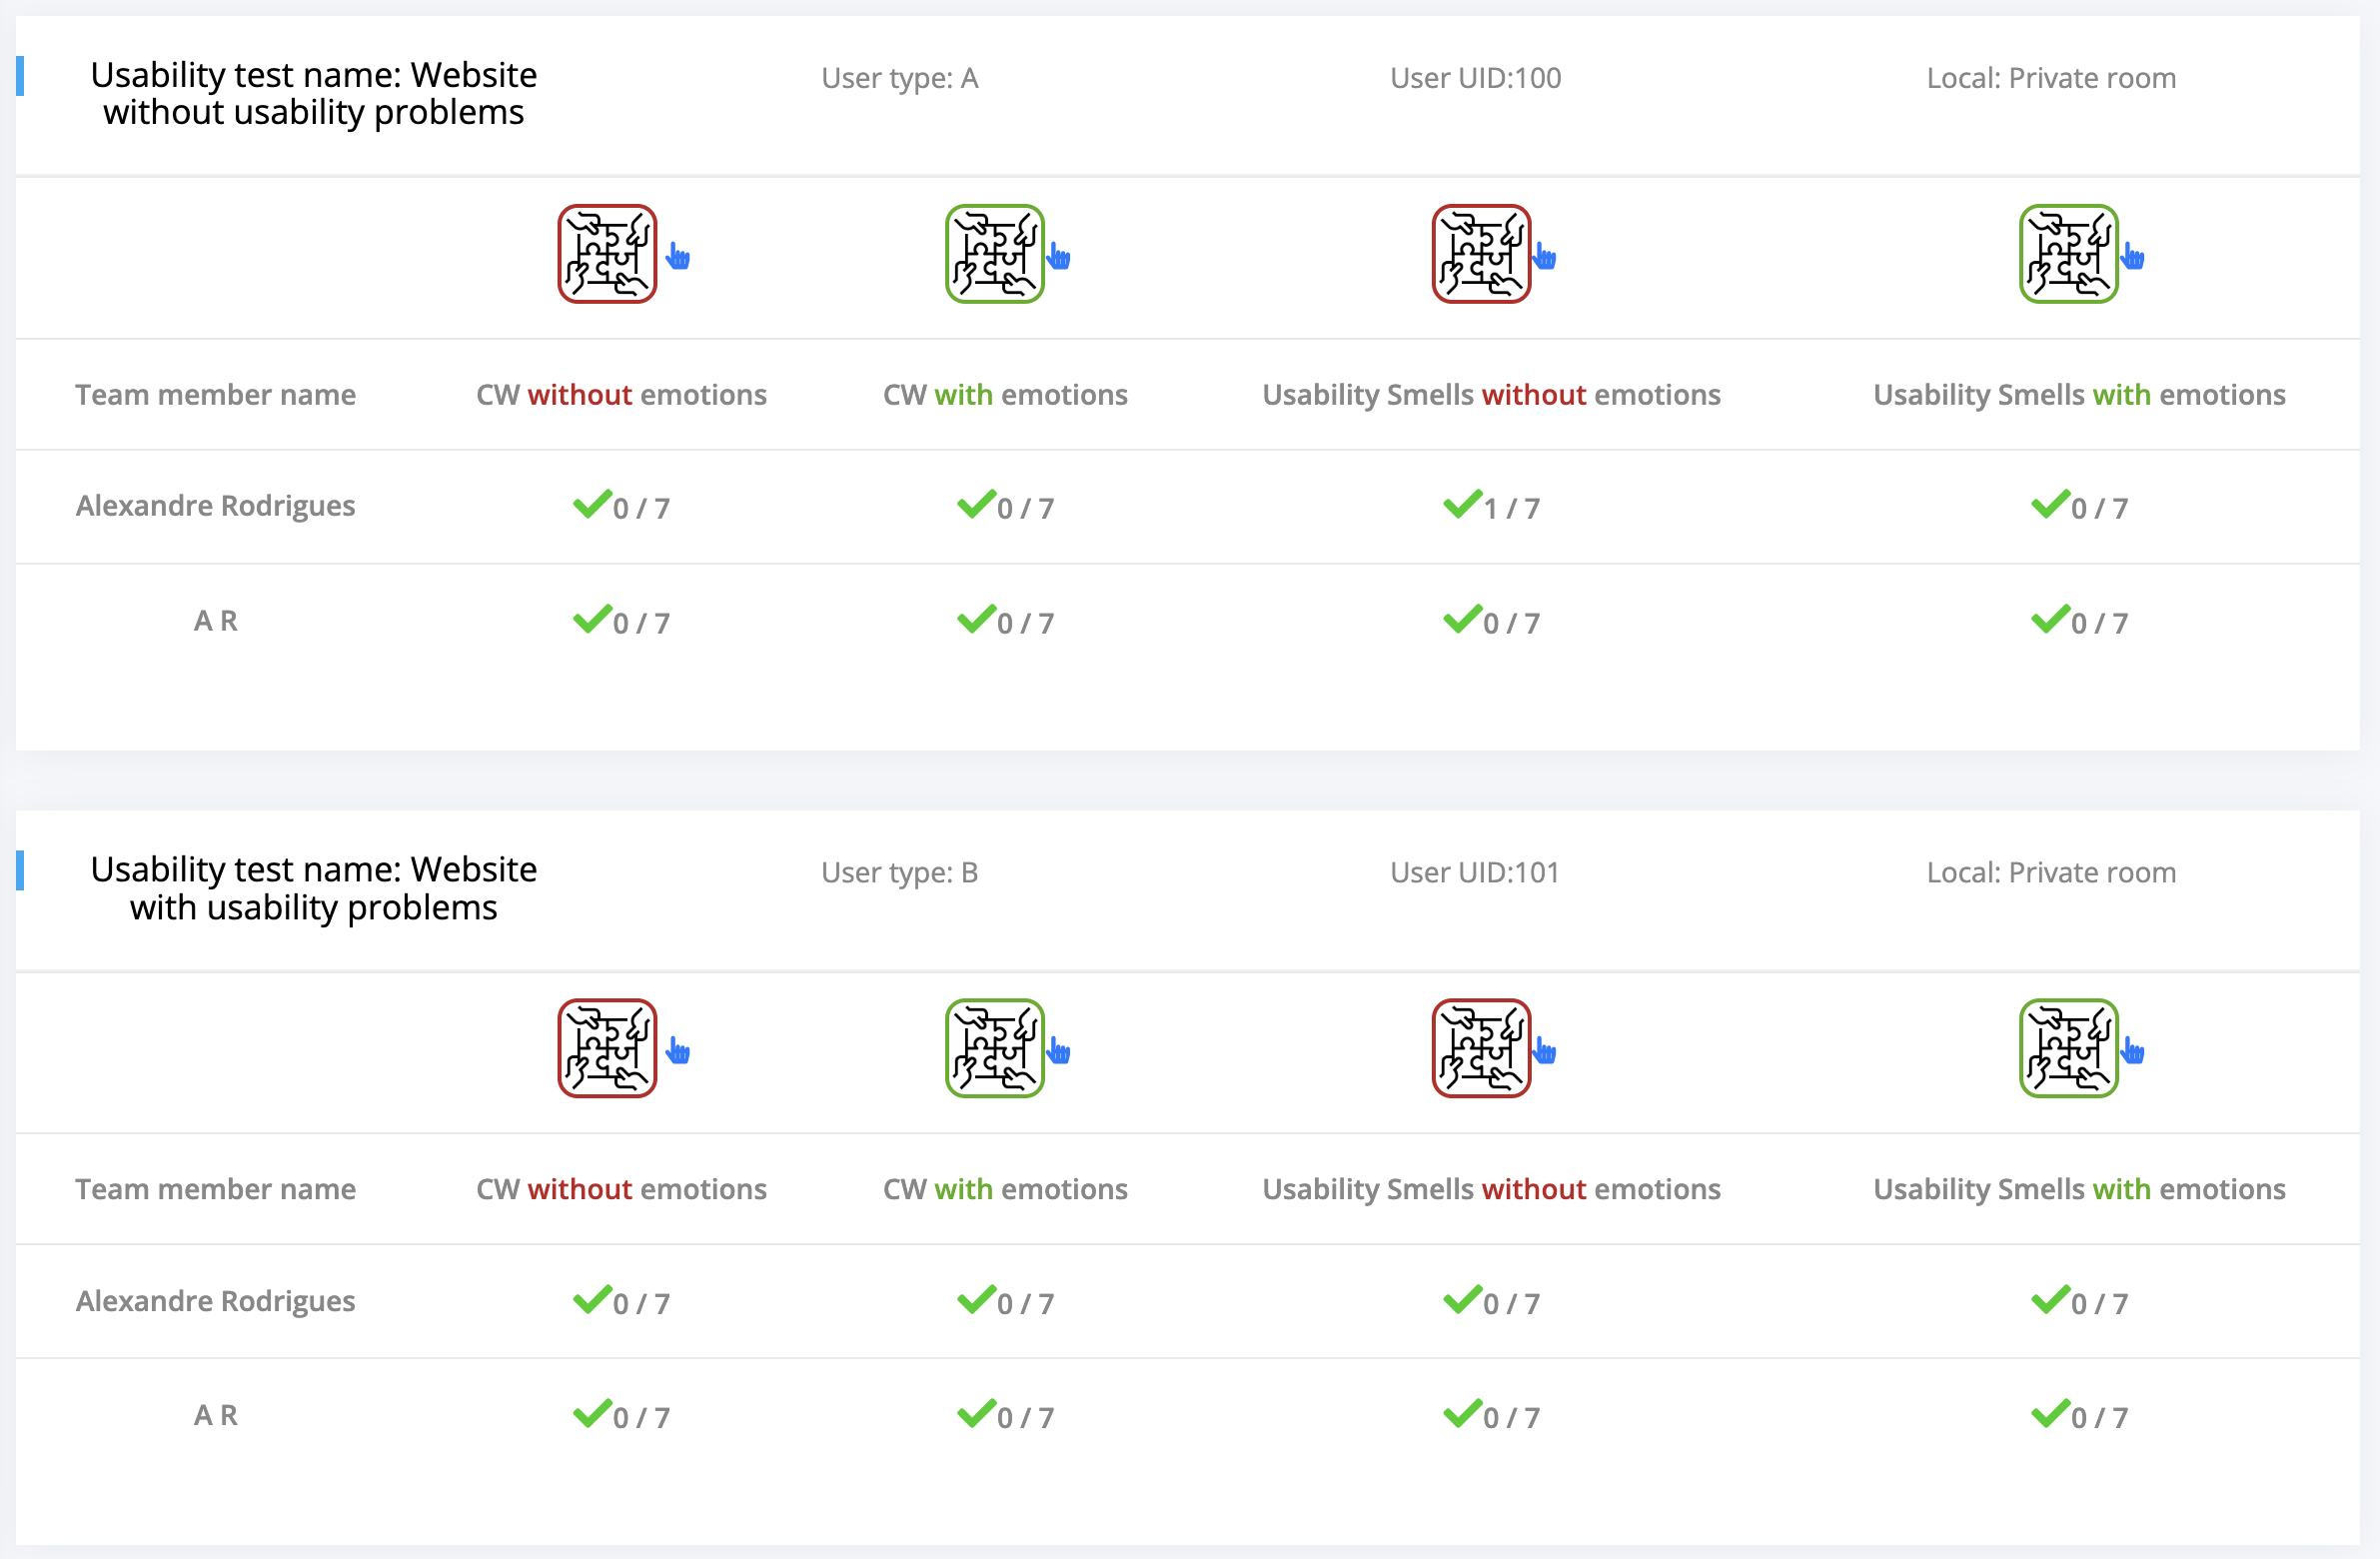 Usability test name: Website
without usability problems
User type: A
User UID:100
Local: Private room
Team member name
CW without emotions
CW with emotions
Usability Smells without emotions
Usability Smells with emotions
Alexandre Rodrigues
0 / 7
0 / 7
1 / 7
0 / 7
A R
0 / 7
0 / 7
0 / 7
0 / 7
Usability test name: Website
with usability problems
User type: B
User UID:101
Local: Private room
Team member name
CW without emotions
CW with emotions
Usability Smells without emotions
Usability Smells with emotions
Alexandre Rodrigues
0 / 7
0 / 7
0 / 7
0 / 7
A R
0 / 7
0 / 7
0 / 7
0 / 7